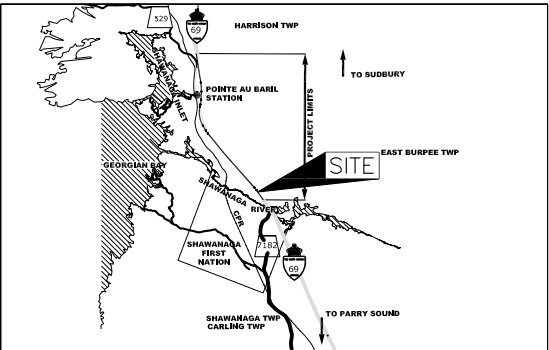 529
69
HARRISON TWP
TO SUDBURY
SHAWANAGA INLET
POINTE AU BARIL
STATION
PROJECT LIMITS
EAST BURPEE TWP
SITE
GEORGIAN BAY
SHAWANAGA
RIVER
CPR
7182
SHAWANAGA
FIRST
NATION
69
SHAWANAGA TWP
CARLING TWP
TO PARRY SOUND